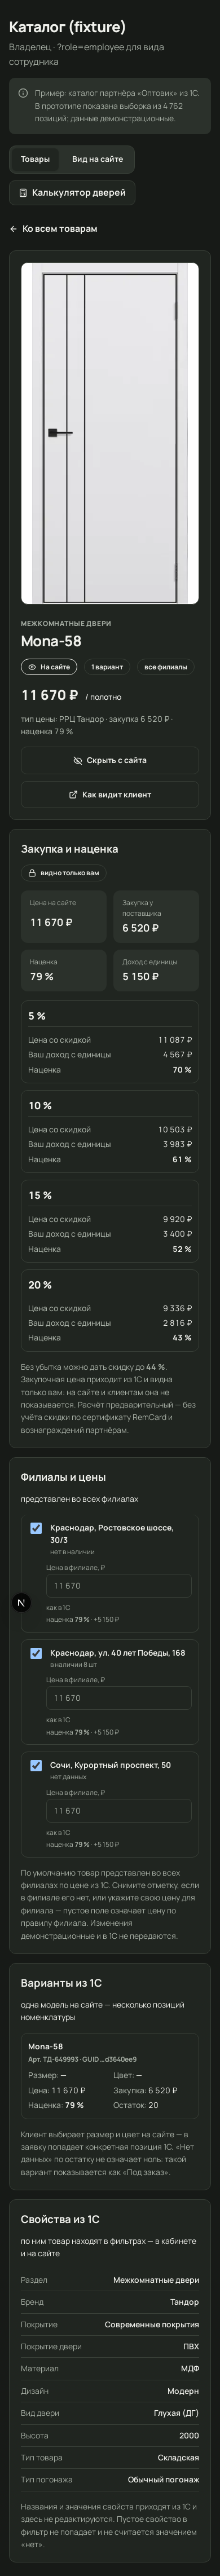 Каталог (fixture)
Владелец · ?role=employee для вида
сотрудника
Пример: каталог партнёра «Оптовик» из 1С.
В прототипе показана выборка из 4 762
позиций; данные демонстрационные.
Товары
Вид на сайте
Калькулятор дверей
Ко всем товарам
МЕЖКОМНАТНЫЕ ДВЕРИ
Mona-58
На сайте
1 вариант
все филиалы
11 670 ₽ / полотно
тип цены: РРЦ Тандор · закупка 6 520 ₽ ·
наценка 79 %
Скрыть с сайта
Как видит клиент
Закупка и наценка
видно только вам
Цена на сайте
11 670 ₽
Закупка у
поставщика
6 520 ₽
Наценка
79 %
Доход с единицы
5 150 ₽
5 %
Цена со скидкой 11 087 ₽
Ваш доход с единицы 4 567 ₽
Наценка 70 %
10 %
Цена со скидкой 10 503 ₽
Ваш доход с единицы 3 983 ₽
Наценка 61 %
15 %
Цена со скидкой 9 920 ₽
Ваш доход с единицы 3 400 ₽
Наценка 52 %
20 %
Цена со скидкой 9 336 ₽
Ваш доход с единицы 2 816 ₽
Наценка 43 %
Без убытка можно дать скидку до 44 %.
Закупочная цена приходит из 1С и видна
только вам: на сайте и клиентам она не
показывается. Расчёт предварительный — без
учёта скидки по сертификату RemCard и
вознаграждений партнёрам.
Филиалы и цены
представлен во всех филиалах
Краснодар, Ростовское шоссе,
30/3
нет в наличии
Цена в филиале, ₽
11 670
как в 1С
наценка 79 % · +5 150 ₽
N
Краснодар, ул. 40 лет Победы, 168
в наличии 8 шт
Цена в филиале, ₽
11 670
как в 1С
наценка 79 % · +5 150 ₽
Сочи, Курортный проспект, 50
нет данных
Цена в филиале, ₽
11 670
как в 1С
наценка 79 % · +5 150 ₽
По умолчанию товар представлен во всех
филиалах по цене из 1С. Снимите отметку, если
в филиале его нет, или укажите свою цену для
филиала — пустое поле означает цену по
правилу филиала. Изменения
демонстрационные и в 1С не передаются.
Варианты из 1С
одна модель на сайте — несколько позиций
номенклатуры
Mona-58
Арт. ТД-649993 · GUID …d3640ee9
Размер: —
Цвет: —
Цена: 11 670 ₽
Закупка: 6 520 ₽
Наценка: 79 %
Остаток: 20
Клиент выбирает размер и цвет на сайте — в
заявку попадает конкретная позиция 1С. «Нет
данных» по остатку не означает ноль: такой
вариант показывается как «Под заказ».
Свойства из 1С
по ним товар находят в фильтрах — в кабинете
и на сайте
Раздел Межкомнатные двери
Бренд Тандор
Покрытие Современные покрытия
Покрытие двери ПВХ
Материал МДФ
Дизайн Модерн
Вид двери Глухая (ДГ)
Высота 2000
Тип товара Складская
Тип погонажа Обычный погонаж
Названия и значения свойств приходят из 1С и
здесь не редактируются. Пустое свойство в
фильтр не попадает и не считается значением
«нет».